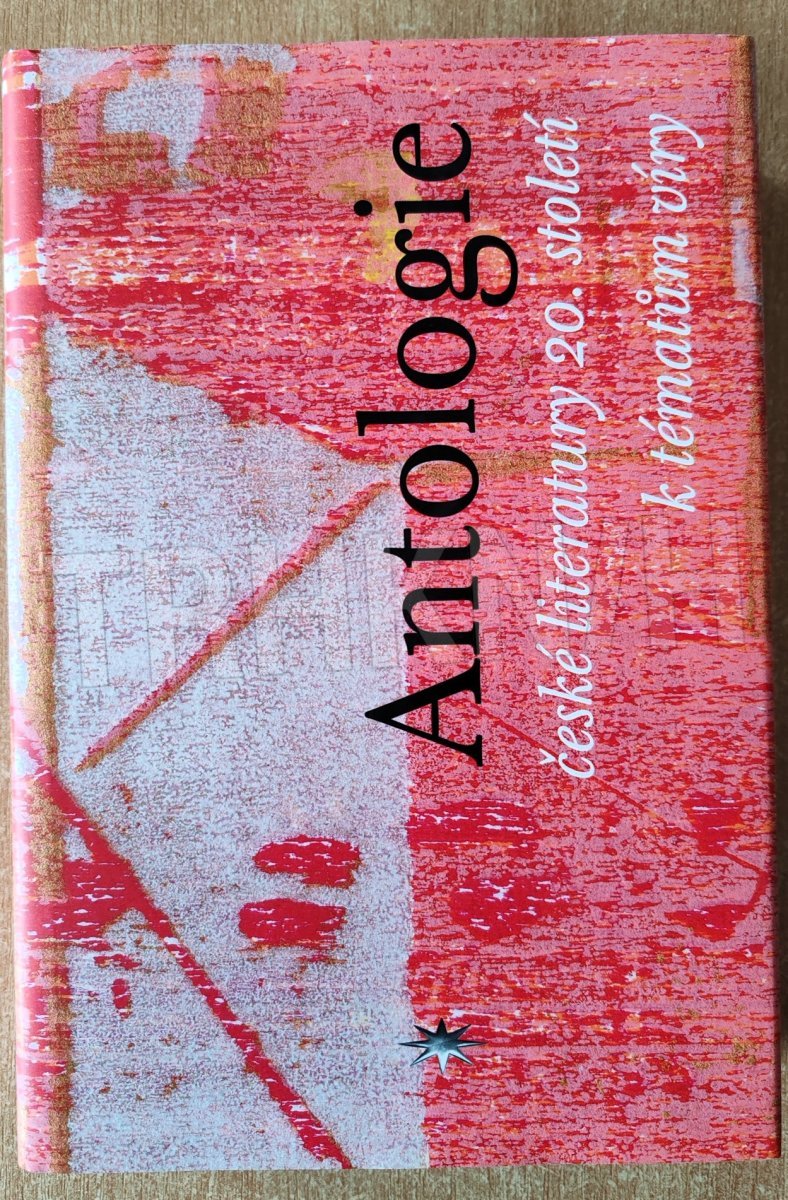 Antologie
české literatury 20. století
k tématům víry